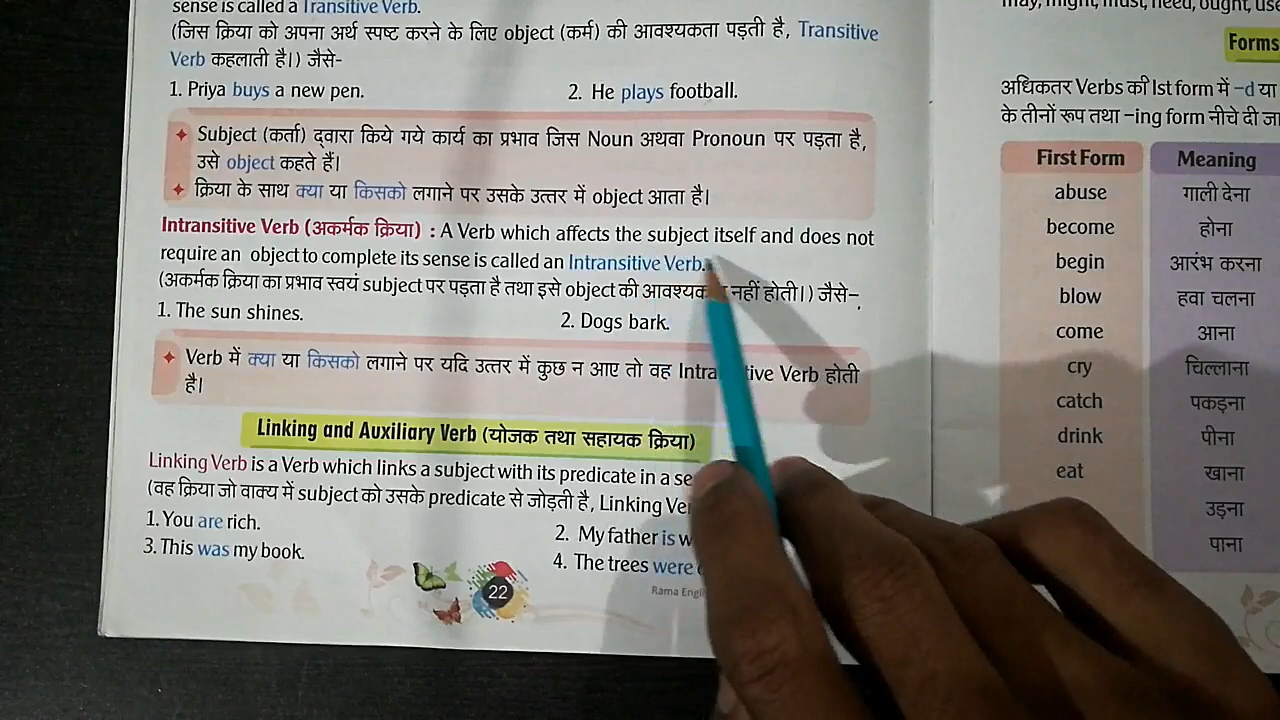 sense is called a Transitive Verb.
(जिस क्रिया को अपना अर्थ स्पष्ट करने के लिए object (कर्म) की आवश्यकता पड़ती है, Transitive
Verb कहलाती है।) जैसे-
1. Priya buys a new pen. 2. He plays football.
Subject (कर्ता) द्वारा किये गये कार्य का प्रभाव जिस Noun अथवा Pronoun पर पड़ता है,
उसे object कहते हैं।
क्रिया के साथ क्या या किसको लगाने पर उसके उत्तर में object आता है।
Intransitive Verb (अकर्मक क्रिया) : A Verb which affects the subject itself and does not
require an object to complete its sense is called an Intransitive Verb.
(अकर्मक क्रिया का प्रभाव स्वयं subject पर पड़ता है तथा इसे object की नहीं होती।) जैसे-
1. The sun shines. 2. Dogs bark.
Verb में क्या या किसको लगाने पर यदि उत्तर में कुछ न आए तो वह Verb होती
है।
Linking and Auxiliary Verb (योजक तथा सहायक क्रिया)
Linking Verb is a Verb which links a subject with its predicate in a
(वह क्रिया जो वाक्य में subject को उसके predicate से जोड़ती है, Linking
1. You are rich. 2. My father is
3. This was my book. 4. The trees were
22
Rama
may, might, must, need, ought,
Forms
अधिकतर Verbs की Ist form में -d या
के तीनों रूप तथा -ing form नीचे दी
First Form Meaning
abuse गाली देना
become होना
begin आरंभ करना
blow हवा चलना
come आना
cry चिल्लाना
catch पकड़ना
drink पीना
eat खाना
उड़ना
पाना